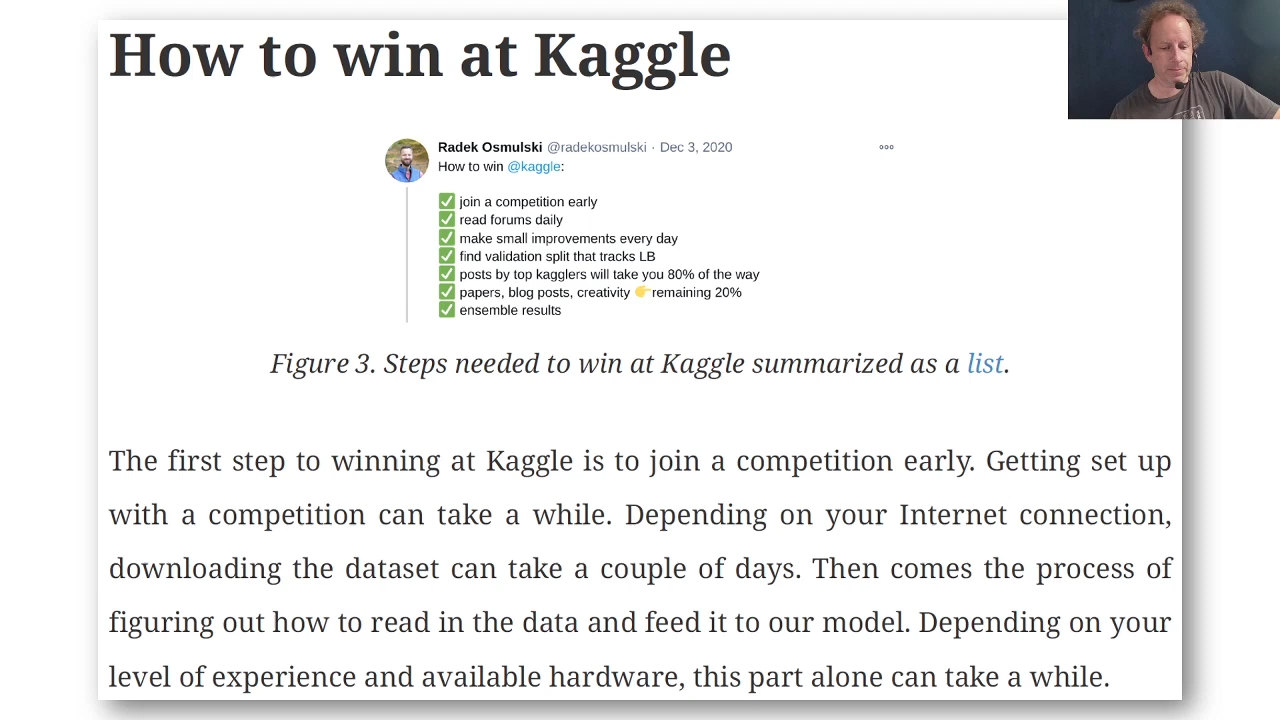 How to win at Kaggle
Radek Osmulski @radekosmulski · Dec 3, 2020
How to win @kaggle:
✅ join a competition early
✅ read forums daily
✅ make small improvements every day
✅ find validation split that tracks LB
✅ posts by top kagglers will take you 80% of the way
✅ papers, blog posts, creativity 👉remaining 20%
✅ ensemble results
Figure 3. Steps needed to win at Kaggle summarized as a list.
The first step to winning at Kaggle is to join a competition early. Getting set up
with a competition can take a while. Depending on your Internet connection,
downloading the dataset can take a couple of days. Then comes the process of
figuring out how to read in the data and feed it to our model. Depending on your
level of experience and available hardware, this part alone can take a while.